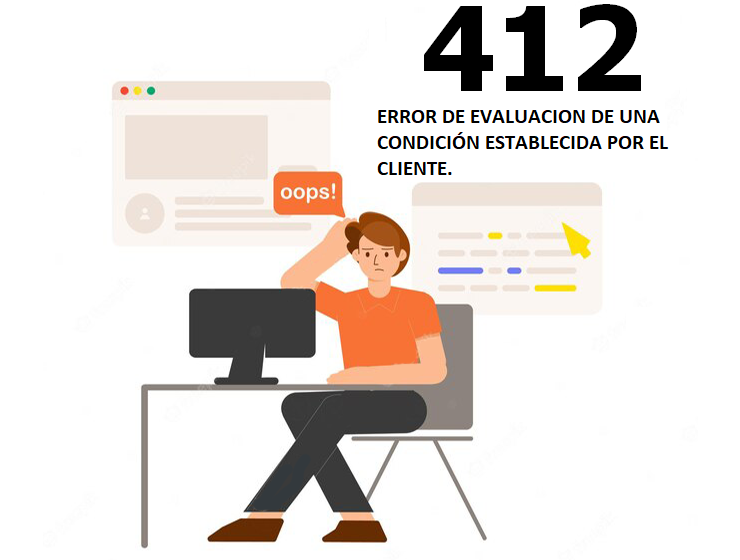 412
ERROR DE EVALUACION DE UNA
CONDICIÓN ESTABLECIDA POR EL
CLIENTE.
oops!